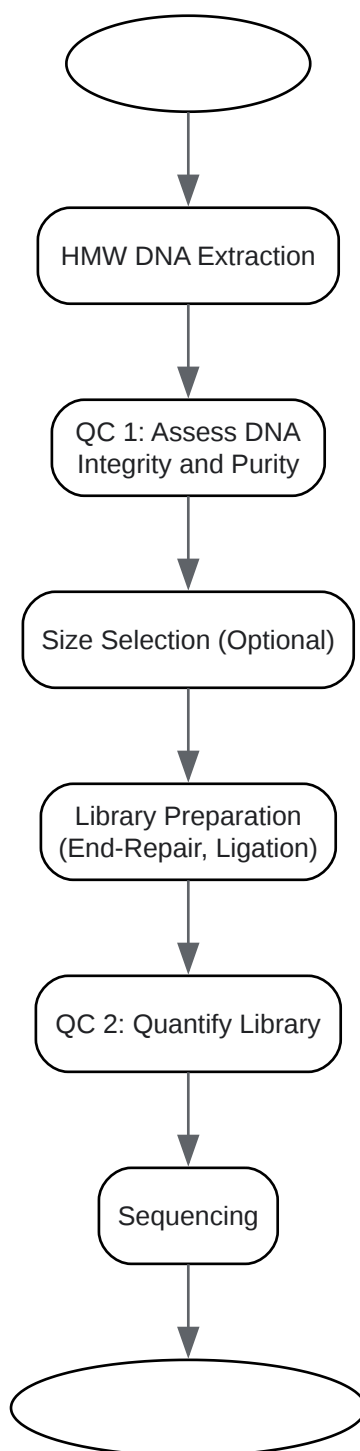 HMW DNA Extraction
QC 1: Assess DNA
Integrity and Purity
Size Selection (Optional)
Library Preparation
(End-Repair, Ligation)
QC 2: Quantify Library
Sequencing